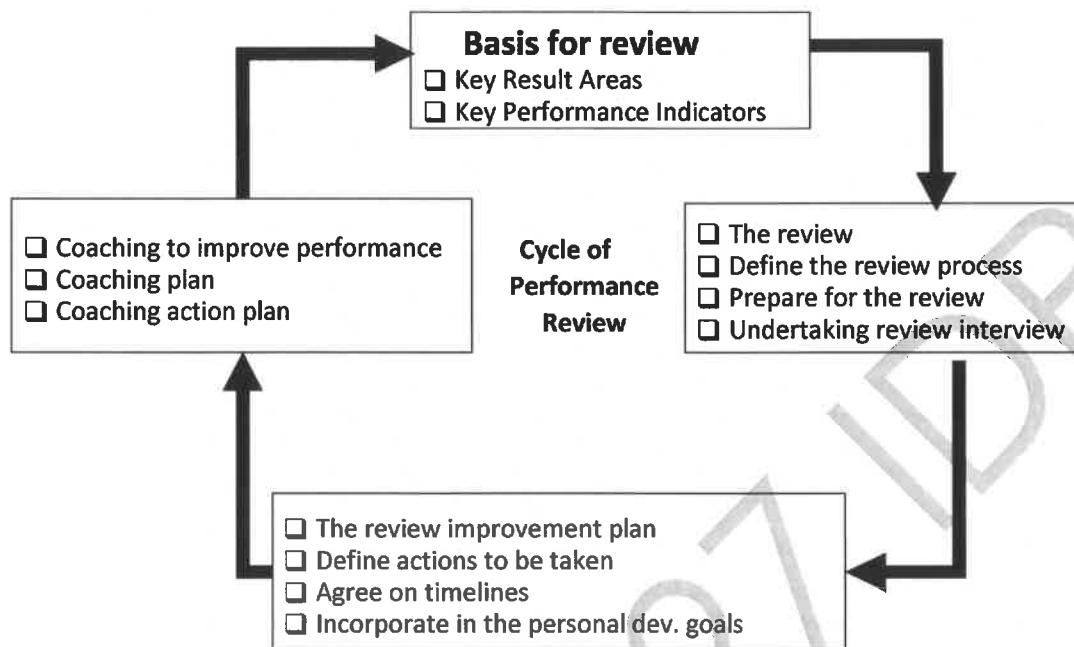 Basis for review
❑ Key Result Areas
❑ Key Performance Indicators
❑ The review
❑ Define the review process
❑ Prepare for the review
❑ Undertaking review interview
❑ The review improvement plan
❑ Define actions to be taken
❑ Agree on timelines
❑ Incorporate in the personal dev. goals
❑ Coaching to improve performance
❑ Coaching plan
❑ Coaching action plan
Cycle of
Performance
Review
7 IDP